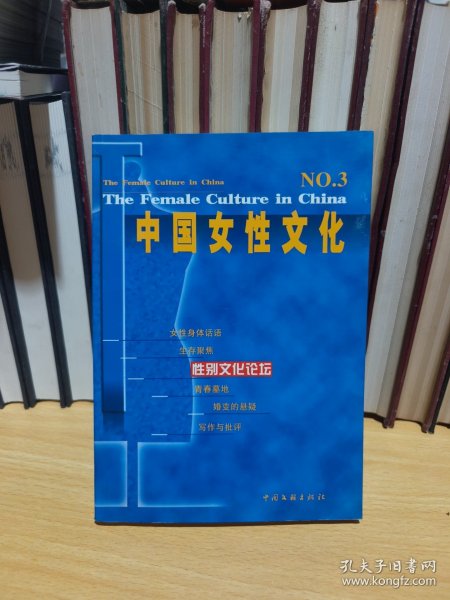 The Female Culture in China
NO.3
The Female Culture in China
中国女性文化
女性身体话语
生存聚焦
性别文化论坛
青春墓地
婚变的悬疑
写作与批评
中国文联出版社
孔夫子旧书网
www.kongfz.com